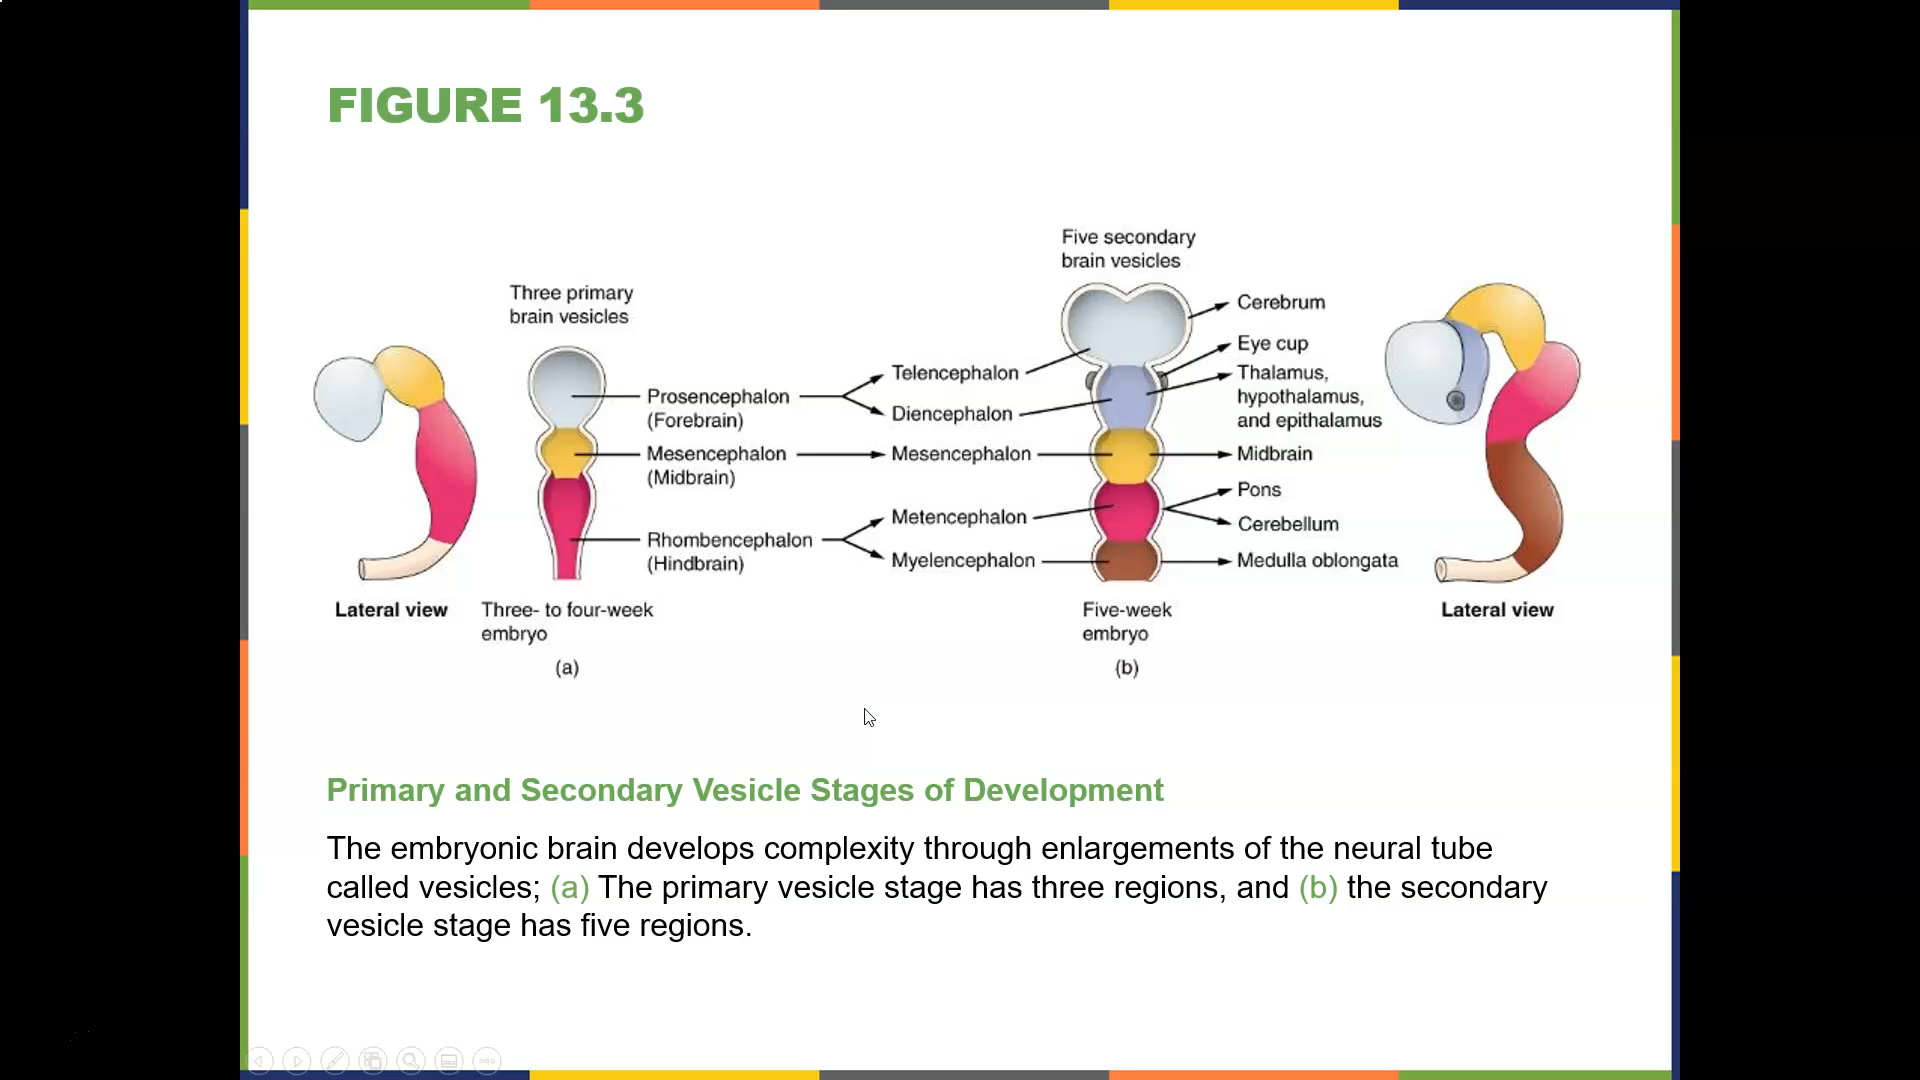 FIGURE 13.3
Five secondary
brain vesicles
Three primary
brain vesicles
Cerebrum
Eye cup
Telencephalon
Thalamus,
hypothalamus,
and epithalamus
Prosencephalon
(Forebrain)
Diencephalon
Mesencephalon
(Midbrain)
Mesencephalon
Midbrain
Pons
Metencephalon
Cerebellum
Rhombencephalon
(Hindbrain)
Myelencephalon
Medulla oblongata
Lateral view
Three- to four-week
embryo
(a)
Five-week
embryo
(b)
Lateral view
Primary and Secondary Vesicle Stages of Development
The embryonic brain develops complexity through enlargements of the neural tube
called vesicles; (a) The primary vesicle stage has three regions, and (b) the secondary
vesicle stage has five regions.